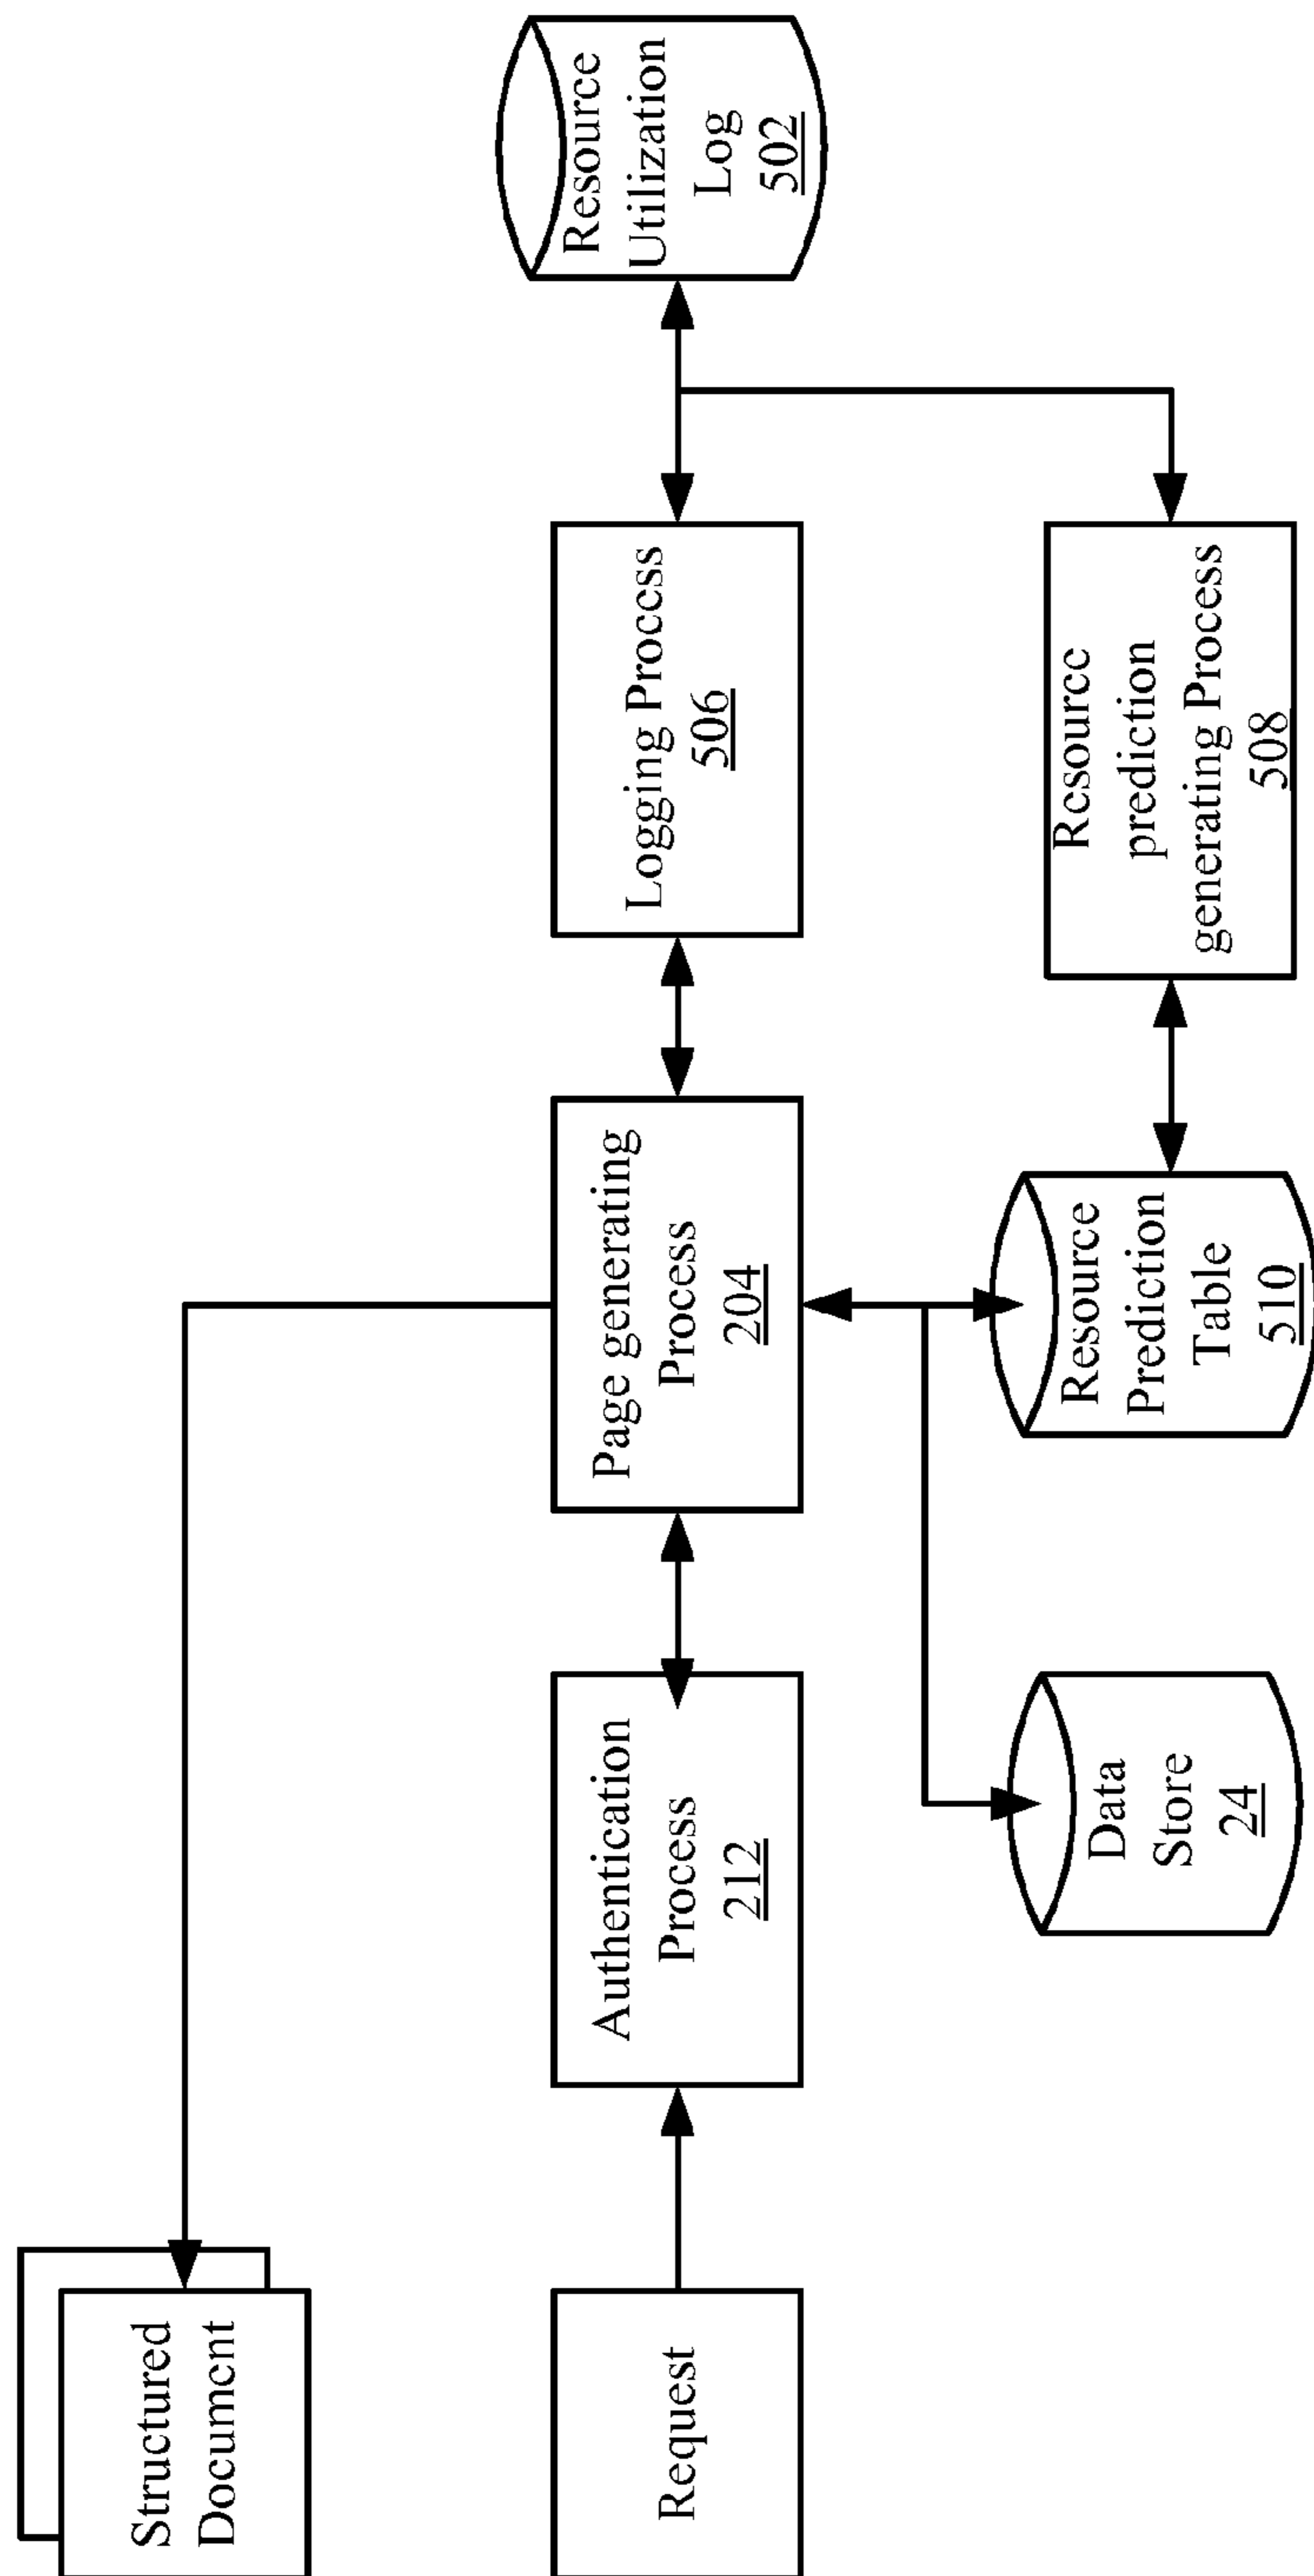 Structured
Document
Request
Authentication
Process
212
Page generating
Process
204
Logging Process
506
Resource
Utilization
Log
502
Data
Store
24
Resource
Prediction
Table
510
Resource
prediction
generating Process
508